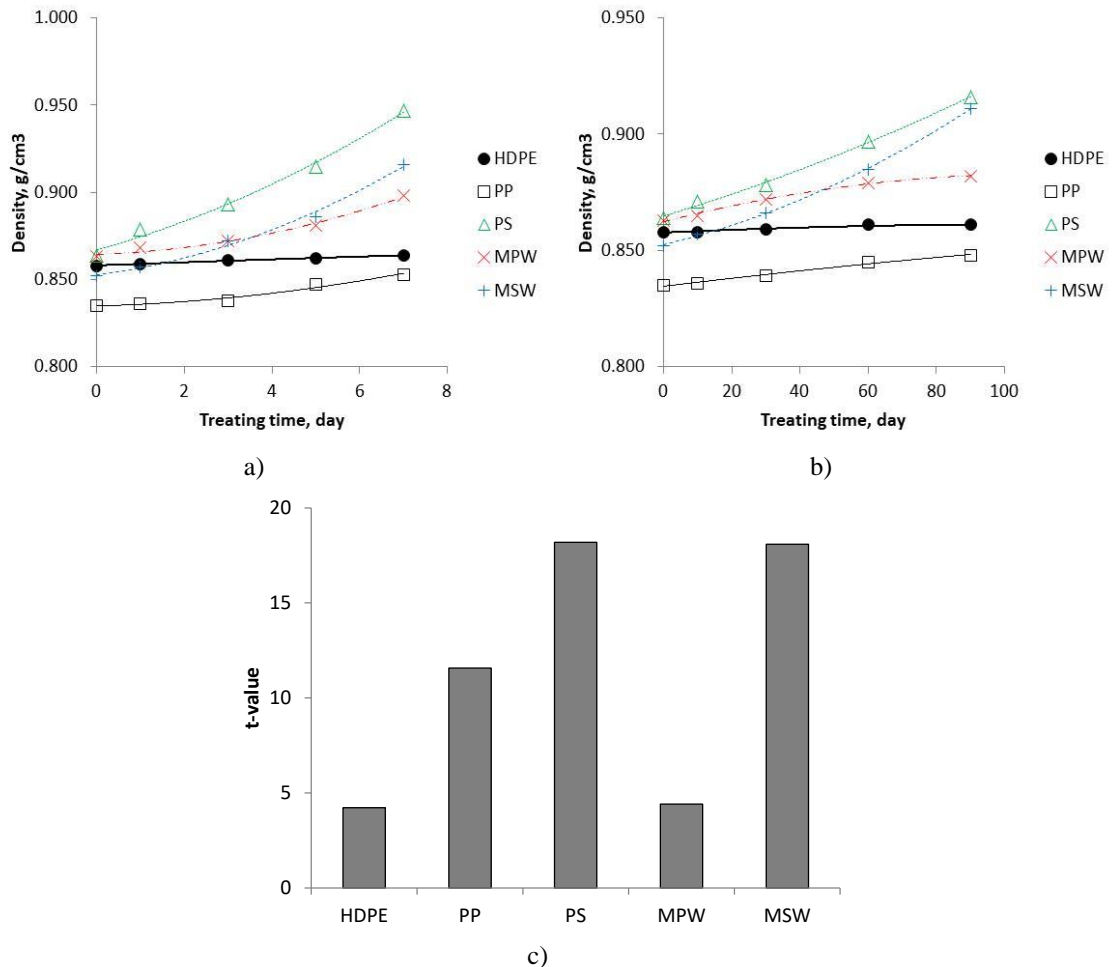 1.000
0.950
0.900
0.850
0.800
Density, g/cm3
0 2 4 6 8
Treating time, day
HDPE
PP
PS
MPW
MSW
a)
0.950
0.900
0.850
0.800
Density, g/cm3
0 20 40 60 80 100
Treating time, day
HDPE
PP
PS
MPW
MSW
b)
20
15
10
5
0
t-value
HDPE PP PS MPW MSW
c)